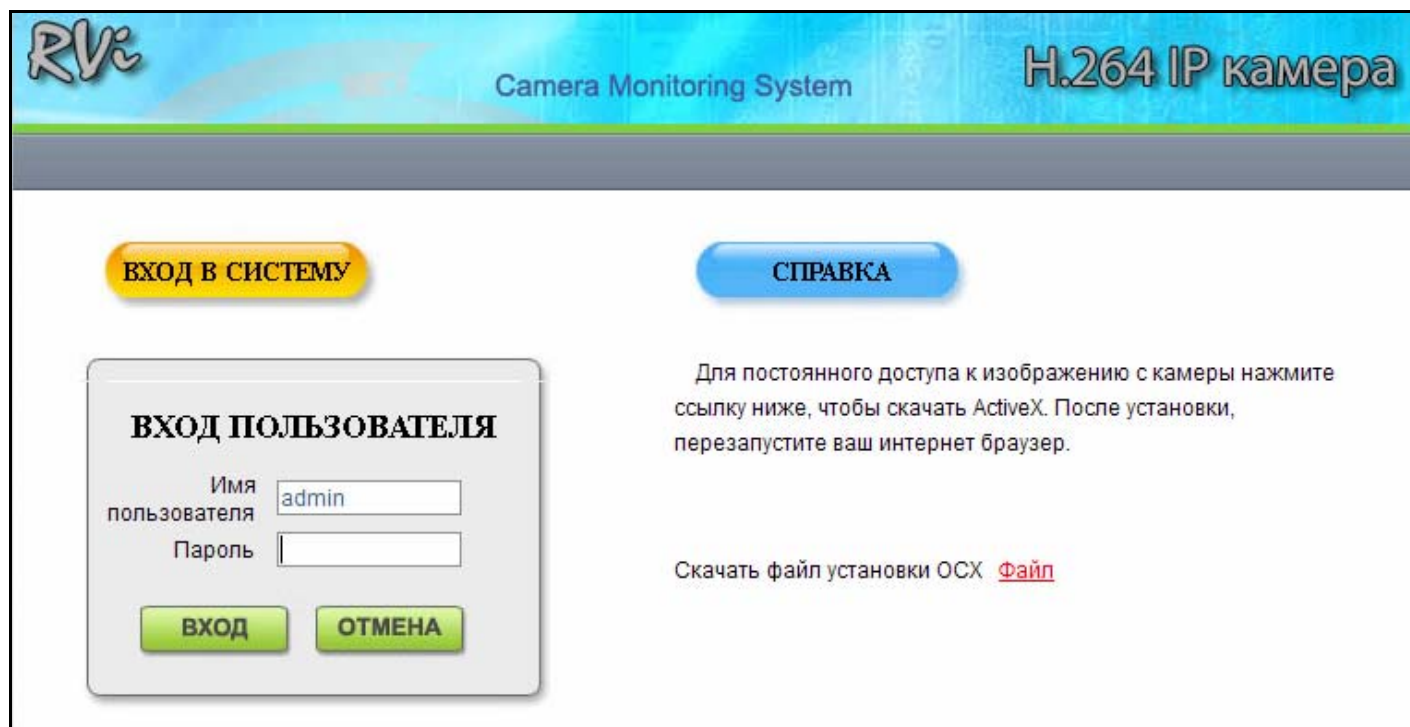 RVi
Camera Monitoring System
H.264 IP камера
ВХОД В СИСТЕМУ
СПРАВКА
ВХОД ПОЛЬЗОВАТЕЛЯ
Имя
пользователя
admin
Пароль
ВХОД
ОТМЕНА
Для постоянного доступа к изображению с камеры нажмите
ссылку ниже, чтобы скачать ActiveX. После установки,
перезапустите ваш интернет браузер.
Скачать файл установки OCX Файл